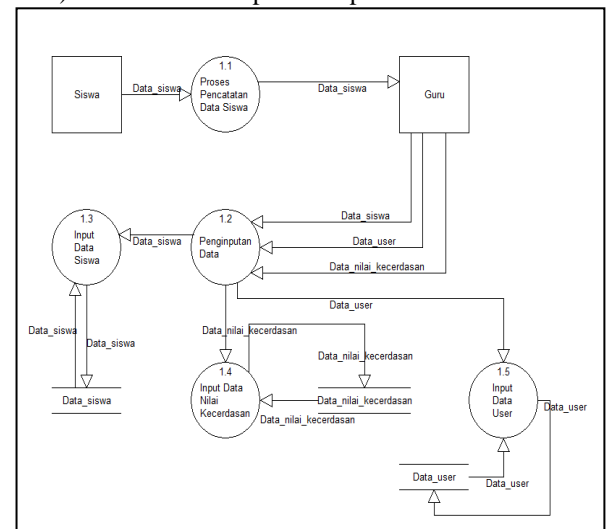 Siswa
Data_siswa
1.1
Proses
Pencatatan
Data Siswa
Data_siswa
Guru
Data_siswa
Data_user
Data_nilai_kecerdasan
1.3
Input
Data
Siswa
Data_siswa
1.2
Penginputan
Data
Data_user
Data_siswa
Data_siswa
Data_siswa
Data_nilai_kecerdasan
1.4
Input Data
Nilai
Kecerdasan
Data_nilai_kecerdasan
Data_nilai_kecerdasan
Data_nilai_kecerdasan
1.5
Input
Data
User
Data_user
Data_user
Data_user